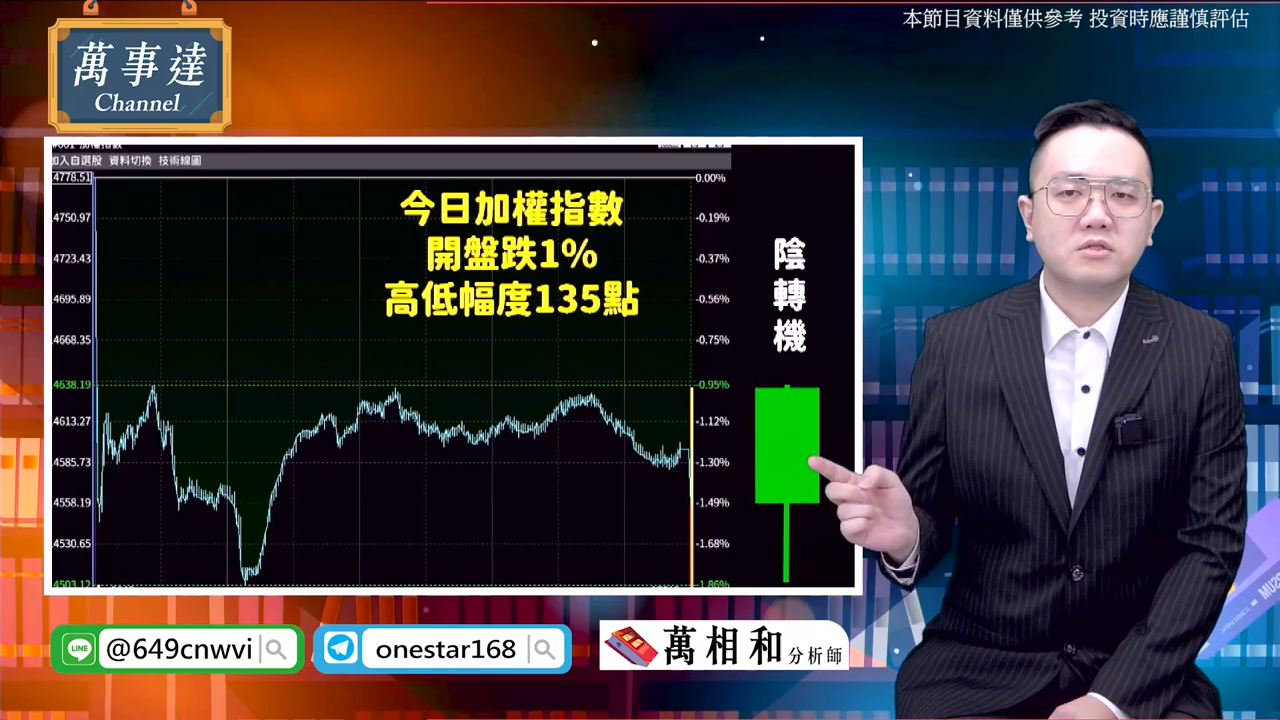 本節目資料僅供參考 投資時應謹慎評估
萬事達
Channel
加入自選股 資料切換 技術線圖
4778.51
0.00%
4750.97
-0.19%
4723.43
-0.37%
4695.89
-0.56%
4668.35
-0.75%
4638.19
-0.95%
4613.27
-1.12%
4585.73
-1.30%
4558.19
-1.49%
4530.65
-1.68%
4503.12
-1.86%
今日加權指數
開盤跌1%
高低幅度135點
陰轉機
LINE
@649cnwvi
onestar168
萬相和 分析師